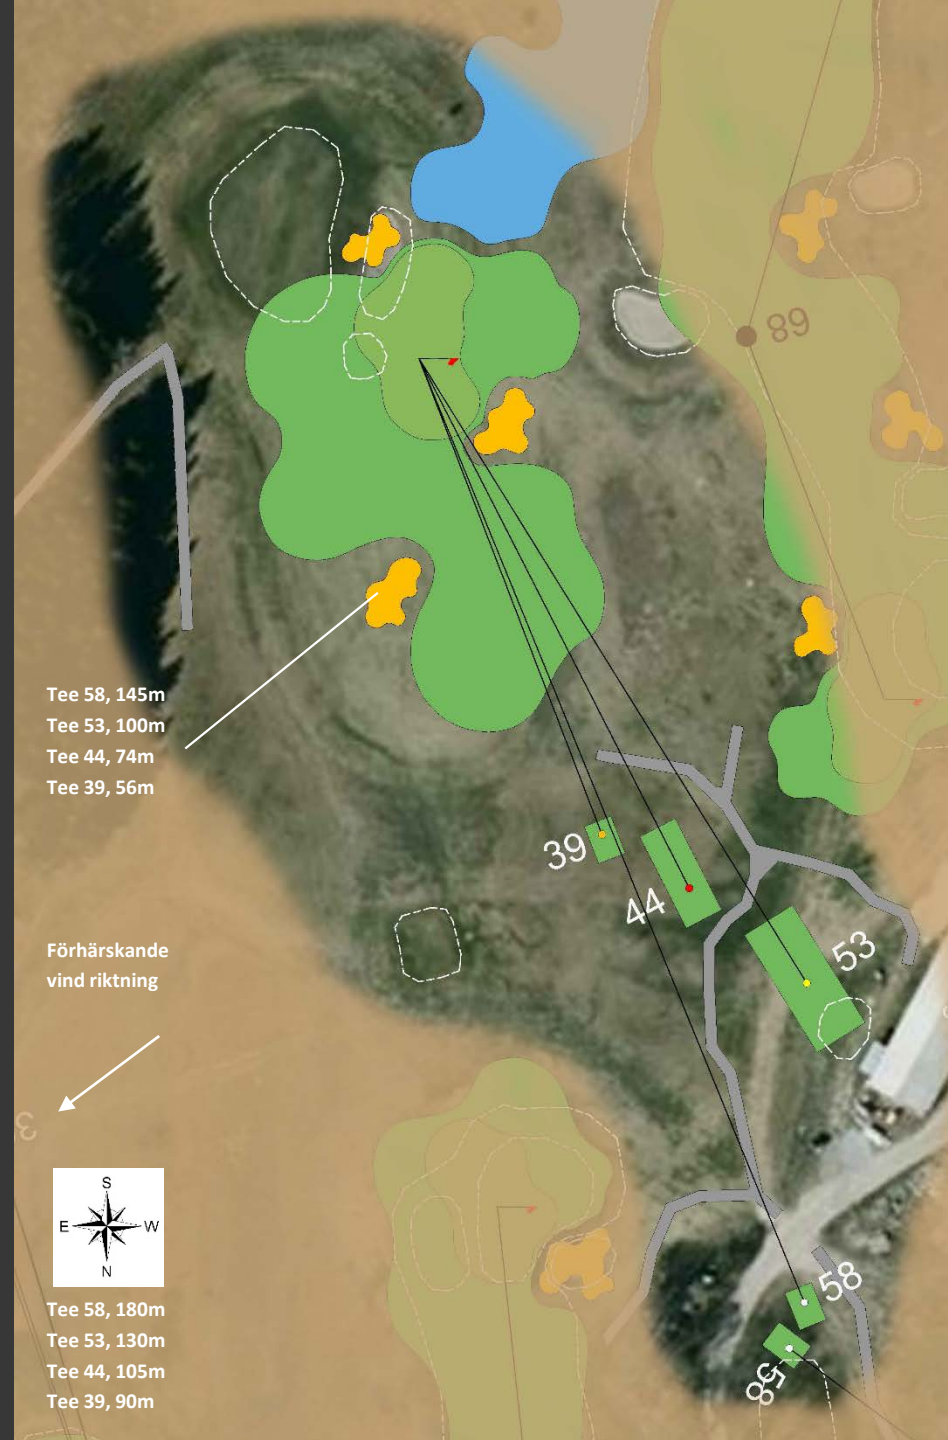 89
Tee 58, 145m
Tee 53, 100m
Tee 44, 74m
Tee 39, 56m
39
44
53
Förhärskande
vind riktning
S
E W
N
58
58
Tee 58, 180m
Tee 53, 130m
Tee 44, 105m
Tee 39, 90m